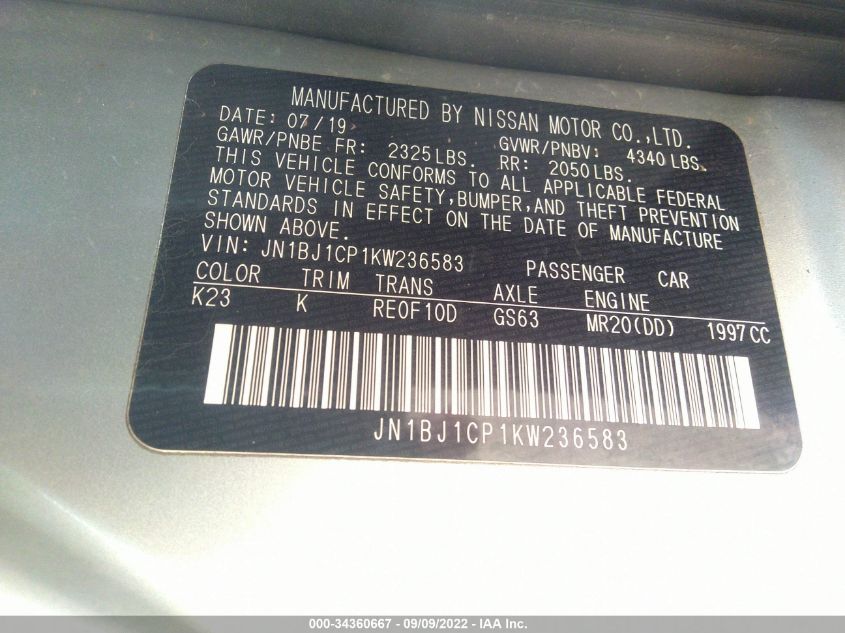 MANUFACTURED BY NISSAN MOTOR CO.,LTD.
DATE: 07/19 GVWR/PNBV: 4340 LBS.
GAWR/PNBE FR: 2325LBS. RR: 2050LBS.
THIS VEHICLE CONFORMS TO ALL APPLICABLE FEDERAL
MOTOR VEHICLE SAFETY,BUMPER,AND THEFT PREVENTION
STANDARDS IN EFFECT ON THE DATE OF MANUFACTURE
SHOWN ABOVE.
VIN: JN1BJ1CP1KW236583 PASSENGER CAR
COLOR TRIM TRANS AXLE ENGINE
K23 K RE0F10D GS63 MR20(DD) 1997CC
JN1BJ1CP1KW236583
000-34360667 - 09/09/2022 - IAA Inc.